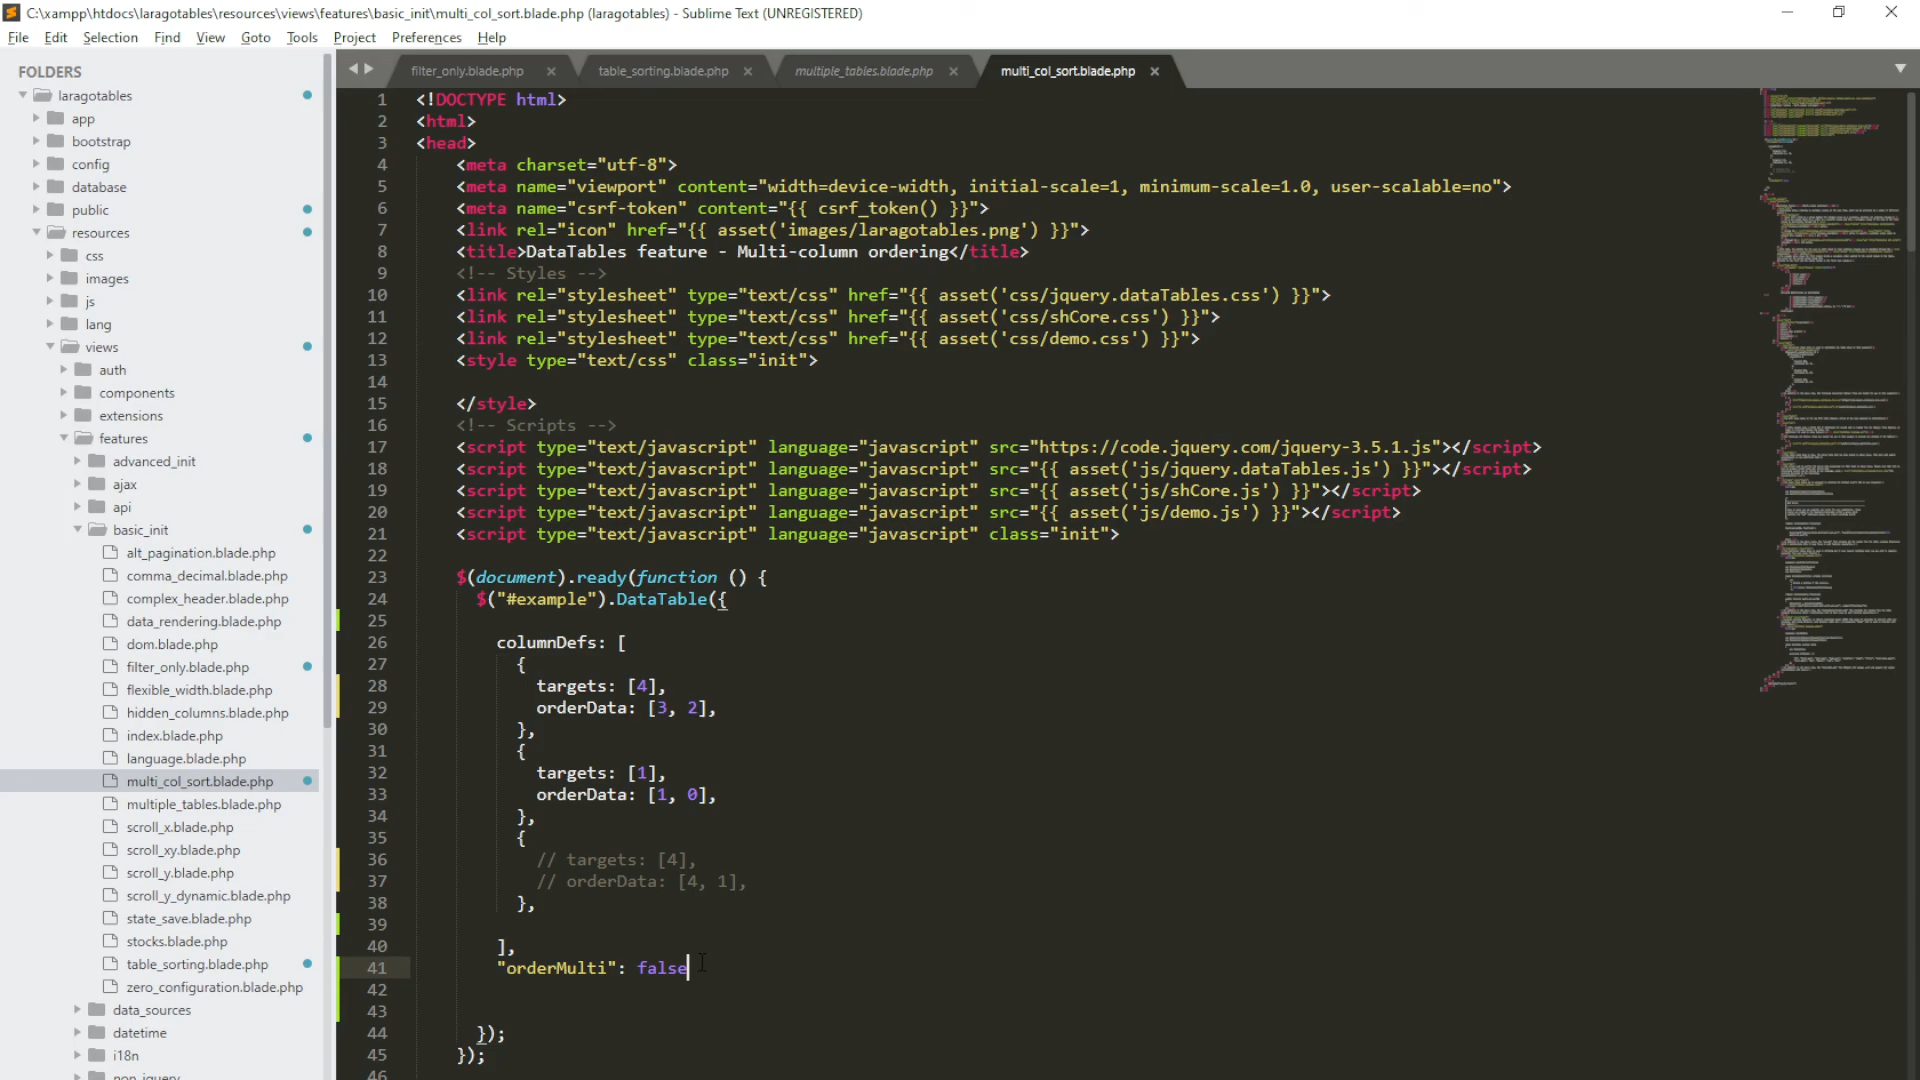 C:\xampp\htdocs\laragotables\resources\views\features\basic_init\multi_col_sort.blade.php (laragotables) - Sublime Text (UNREGISTERED)
File Edit Selection Find View Goto Tools Project Preferences Help
FOLDERS
laragotables
app
bootstrap
config
database
public
resources
css
images
js
lang
views
auth
components
extensions
features
advanced_init
ajax
api
basic_init
alt_pagination.blade.php
comma_decimal.blade.php
complex_header.blade.php
data_rendering.blade.php
dom.blade.php
filter_only.blade.php
flexible_width.blade.php
hidden_columns.blade.php
index.blade.php
language.blade.php
multi_col_sort.blade.php
multiple_tables.blade.php
scroll_x.blade.php
scroll_xy.blade.php
scroll_y.blade.php
scroll_y_dynamic.blade.php
state_save.blade.php
stocks.blade.php
table_sorting.blade.php
zero_configuration.blade.php
data_sources
datetime
i18n
non_jquery
filter_only.blade.php table_sorting.blade.php multiple_tables.blade.php multi_col_sort.blade.php
1 <!DOCTYPE html>
2 <html>
3 <head>
4 <meta charset="utf-8">
5 <meta name="viewport" content="width=device-width, initial-scale=1, minimum-scale=1.0, user-scalable=no">
6 <meta name="csrf-token" content="{{ csrf_token() }}">
7 <link rel="icon" href="{{ asset('images/laragotables.png') }}">
8 <title>DataTables feature - Multi-column ordering</title>
9 <!-- Styles -->
10 <link rel="stylesheet" type="text/css" href="{{ asset('css/jquery.dataTables.css') }}">
11 <link rel="stylesheet" type="text/css" href="{{ asset('css/shCore.css') }}">
12 <link rel="stylesheet" type="text/css" href="{{ asset('css/demo.css') }}">
13 <style type="text/css" class="init">
14
15 </style>
16 <!-- Scripts -->
17 <script type="text/javascript" language="javascript" src="https://code.jquery.com/jquery-3.5.1.js"></script>
18 <script type="text/javascript" language="javascript" src="{{ asset('js/jquery.dataTables.js') }}"></script>
19 <script type="text/javascript" language="javascript" src="{{ asset('js/shCore.js') }}"></script>
20 <script type="text/javascript" language="javascript" src="{{ asset('js/demo.js') }}"></script>
21 <script type="text/javascript" language="javascript" class="init">
22
23 $(document).ready(function () {
24 $("#example").DataTable({
25
26 columnDefs: [
27 {
28 targets: [4],
29 orderData: [3, 2],
30 },
31 {
32 targets: [1],
33 orderData: [1, 0],
34 },
35 {
36 // targets: [4],
37 // orderData: [4, 1],
38 },
39
40 ],
41 "orderMulti": false
42
43
44 });
45 });
46